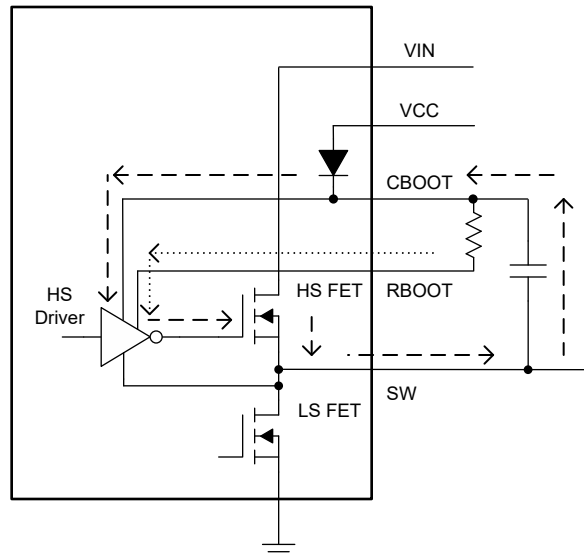 VIN
VCC
CBOOT
HS FET
RBOOT
HS
Driver
SW
LS FET